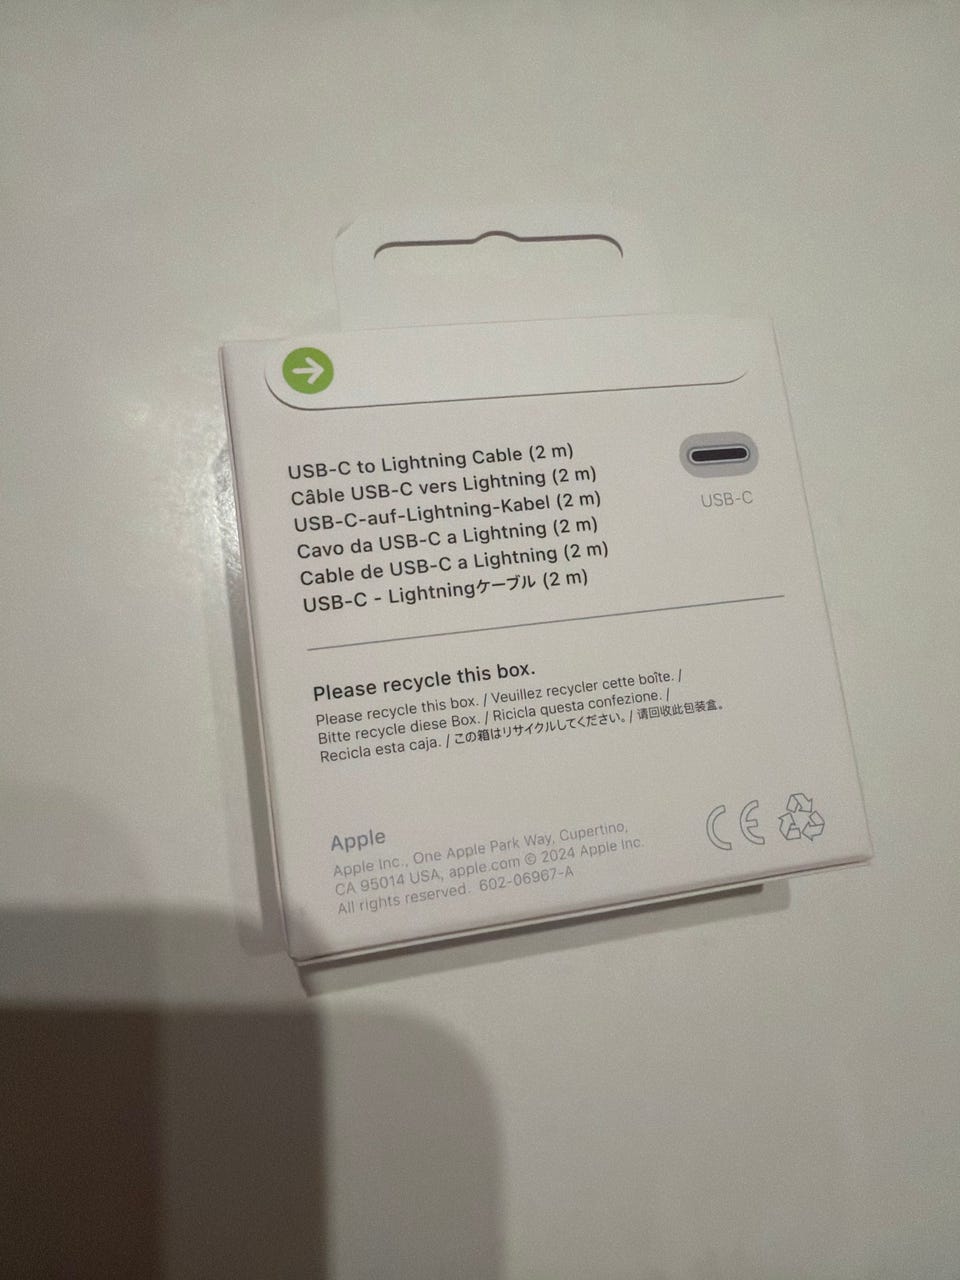 USB-C to Lightning Cable (2 m)
Câble USB-C vers Lightning (2 m)
USB-C-auf-Lightning-Kabel (2 m)
Cavo da USB-C a Lightning (2 m)
Cable de USB-C a Lightning (2 m)
USB-C - Lightningケーブル (2 m)
USB-C
Please recycle this box.
Please recycle this box. / Veuillez recycler cette boîte. /
Bitte recycle diese Box. / Ricicla questa confezione. /
Recicla esta caja. / この箱はリサイクルしてください。/ 请回收此包装盒。
Apple
Apple Inc., One Apple Park Way, Cupertino,
CA 95014 USA, apple.com © 2024 Apple Inc.
All rights reserved. 602-06967-A
CE